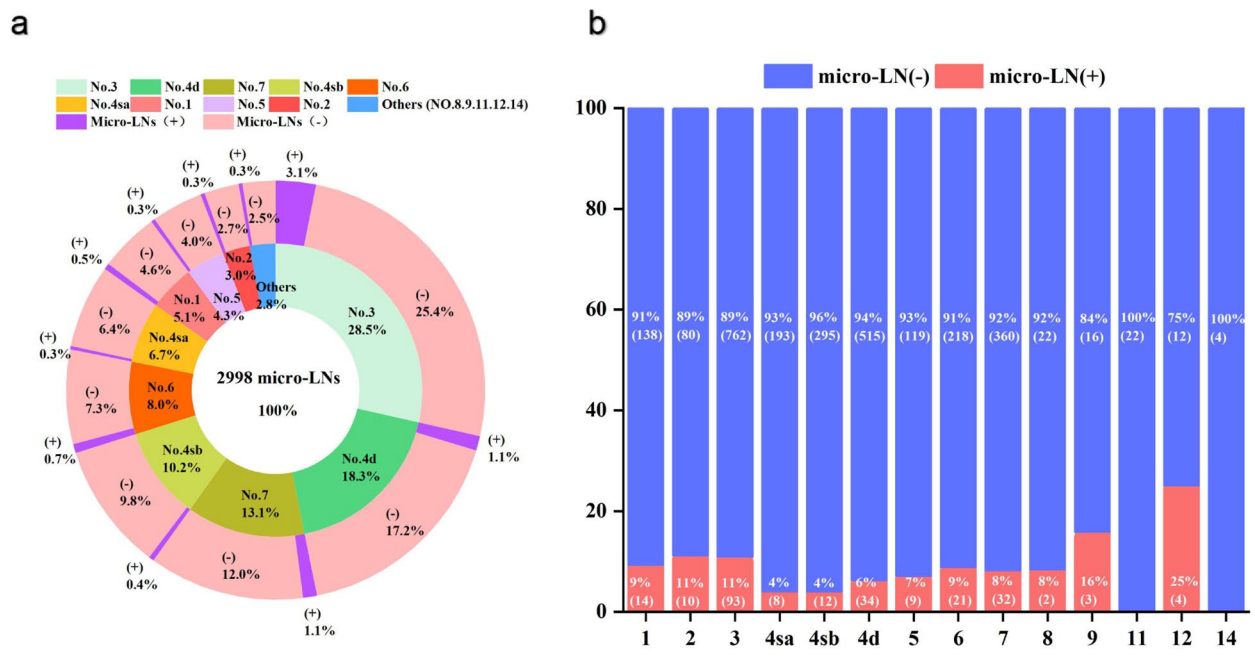 a
No.3 No.4d No.7 No.4sb No.6
No.4sa No.1 No.5 No.2 Others (NO.8.9.11.12.14)
Micro-LNs (+) Micro-LNs (-)
(+)
3.1%
(-)
25.4%
No.3
28.5%
(+)
1.1%
(-)
17.2%
No.4d
18.3%
(+)
1.1%
(-)
12.0%
No.7
13.1%
(+)
0.4%
(-)
9.8%
No.4sb
10.2%
(+)
0.7%
(-)
7.3%
No.6
8.0%
(+)
0.3%
(-)
6.4%
No.4sa
6.7%
(+)
0.5%
(-)
4.6%
No.1
5.1%
(+)
0.3%
(-)
4.0%
No.5
4.3%
(+)
0.3%
(-)
2.7%
No.2
3.0%
(+)
0.3%
(-)
2.5%
Others
2.8%
2998 micro-LNs
100%
b
micro-LN(-) micro-LN(+)
100
80
60
40
20
0
91% 89% 89% 93% 96% 94% 93% 91% 92% 92% 84% 100% 75% 100%
(138) (80) (762) (193) (295) (515) (119) (218) (360) (22) (16) (22) (12) (4)
9% 11% 11% 4% 4% 6% 7% 9% 8% 8% 16% 25%
(14) (10) (93) (8) (12) (34) (9) (21) (32) (2) (3) (4)
1 2 3 4sa 4sb 4d 5 6 7 8 9 11 12 14